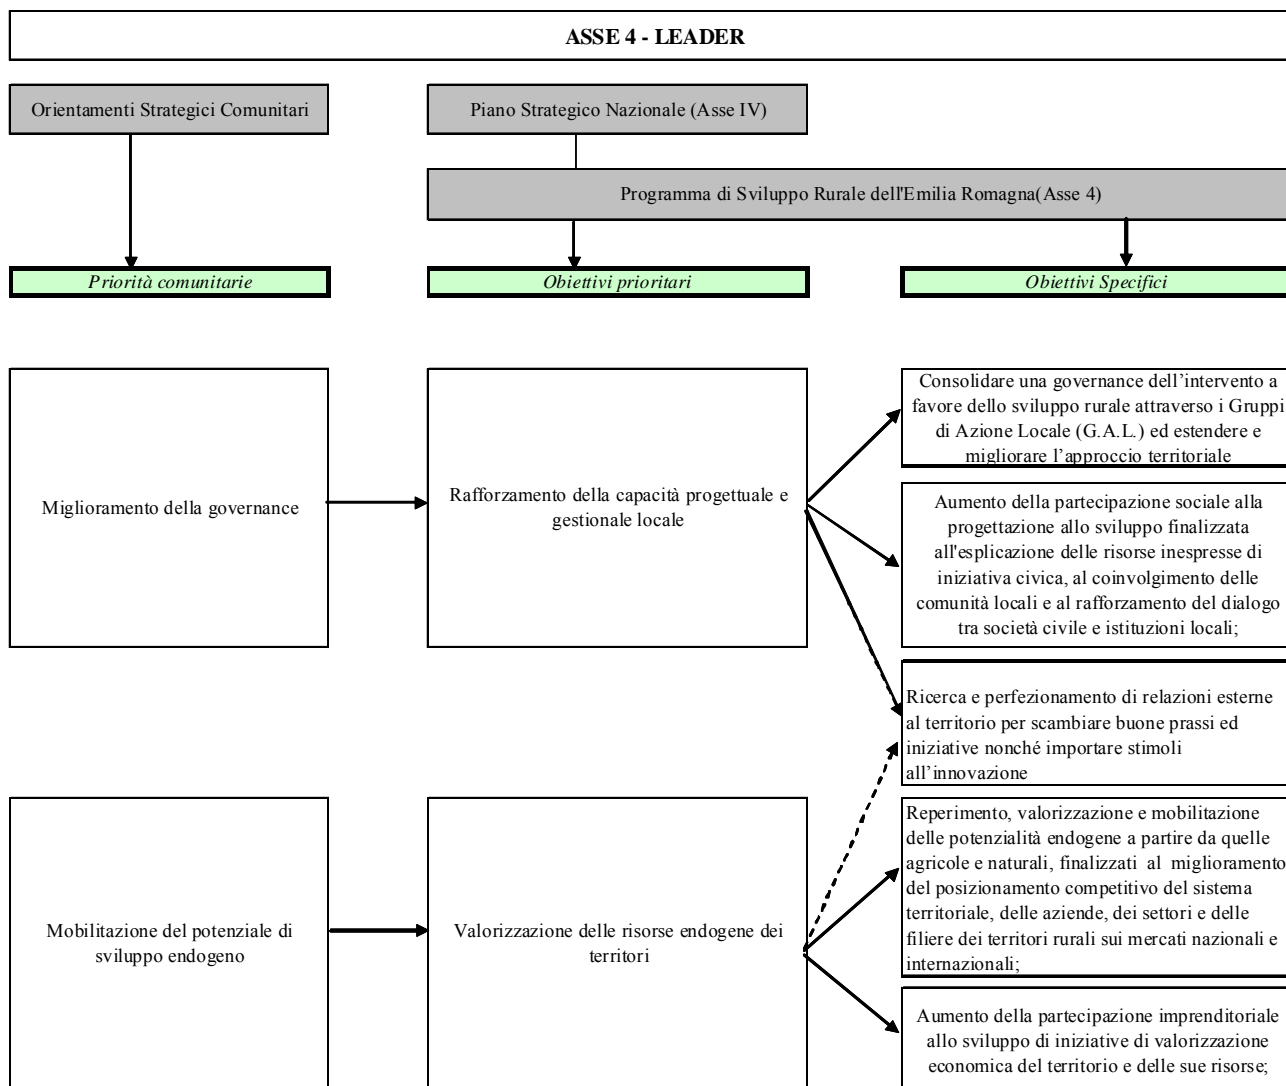 ASSE 4 - LEADER
Orientamenti Strategici Comunitari
Piano Strategico Nazionale (Asse IV)
Programma di Sviluppo Rurale dell'Emilia Romagna(Asse 4)
Priorità comunitarie
Obiettivi prioritari
Obiettivi Specifici
Miglioramento della governance
Rafforzamento della capacità progettuale e
gestionale locale
Consolidare una governance dell’intervento a
favore dello sviluppo rurale attraverso i Gruppi
di Azione Locale (G.A.L.) ed estendere e
migliorare l’approccio territoriale
Aumento della partecipazione sociale alla
progettazione allo sviluppo finalizzata
all'esplicazione delle risorse inespresse di
iniziativa civica, al coinvolgimento delle
comunità locali e al rafforzamento del dialogo
tra società civile e istituzioni locali;
Ricerca e perfezionamento di relazioni esterne
al territorio per scambiare buone prassi ed
iniziative nonché importare stimoli
all’innovazione
Mobilitazione del potenziale di
sviluppo endogeno
Valorizzazione delle risorse endogene dei
territori
Reperimento, valorizzazione e mobilitazione
delle potenzialità endogene a partire da quelle
agricole e naturali, finalizzati al miglioramento
del posizionamento competitivo del sistema
territoriale, delle aziende, dei settori e delle
filiere dei territori rurali sui mercati nazionali e
internazionali;
Aumento della partecipazione imprenditoriale
allo sviluppo di iniziative di valorizzazione
economica del territorio e delle sue risorse;